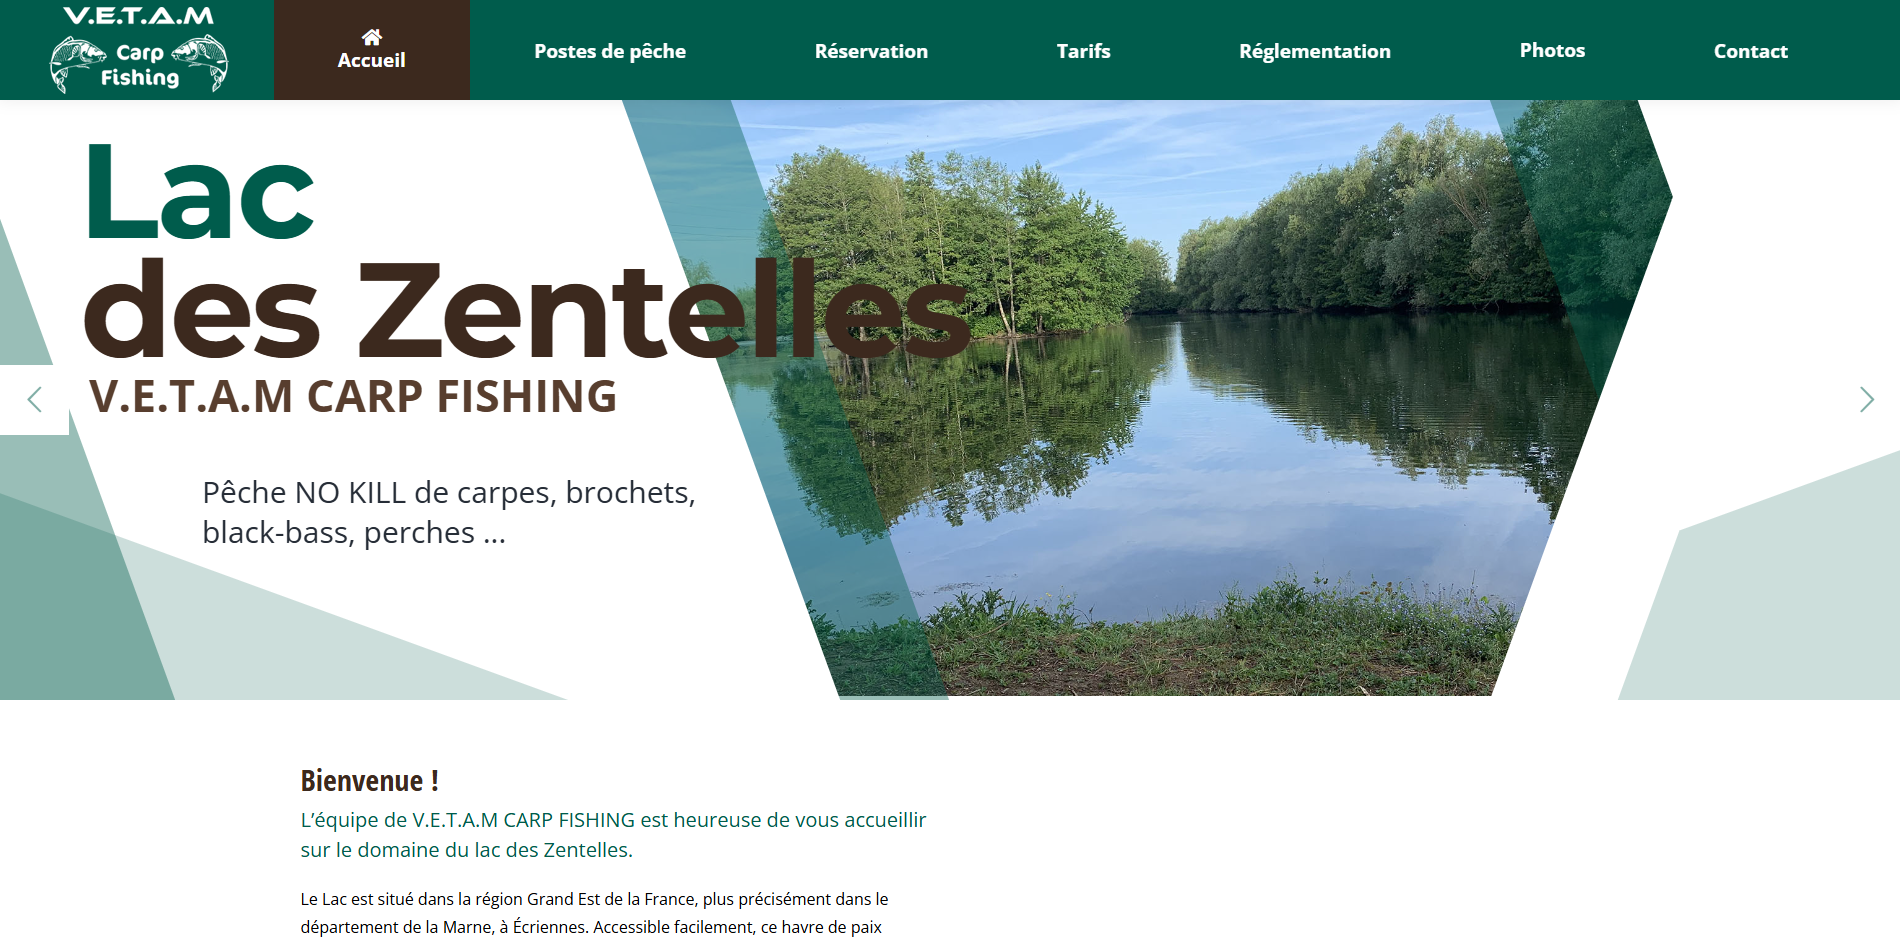 V.E.T.A.M
Carp
Fishing
Accueil
Postes de pêche
Réservation
Tarifs
Réglementation
Photos
Contact
Lac
des Zentelles
V.E.T.A.M CARP FISHING
Pêche NO KILL de carpes, brochets,
black-bass, perches ...
Bienvenue !
L’équipe de V.E.T.A.M CARP FISHING est heureuse de vous accueillir
sur le domaine du lac des Zentelles.
Le Lac est situé dans la région Grand Est de la France, plus précisément dans le
département de la Marne, à Écriennes. Accessible facilement, ce havre de paix